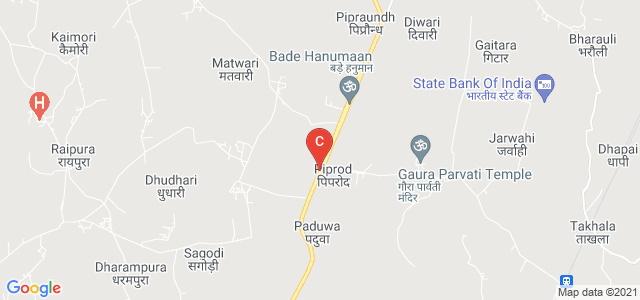 Kaimori
कैमोरी
Pipraundh
पिप्रौन्ध
Diwari
दिवारी
Bharauli
भरौली
Gaitara
गिटार
Matwari
मतवारी
Bade Hanumaan
बड़े हनुमान
State Bank Of India
भारतीय स्टेट बैंक
H
C
Raipura
रायपुरा
Piprod
पिपरोद
Gaura Parvati Temple
गौरा पार्वती
मंदिर
Jarwahi
जर्वाही
Dhapai
धापी
Dhudhari
धुधारी
Paduwa
पदुवा
Takhala
ताखला
Sagodi
सगोड़ी
Dharampura
धरमपुरा
Google
Map data ©2021